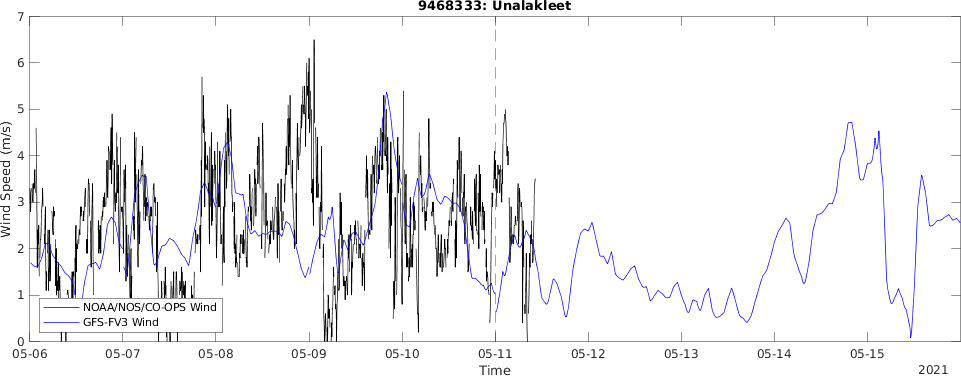 9468333: Unalakleet
7
6
5
4
3
2
1
0
Wind Speed (m/s)
NOAA/NOS/CO-OPS Wind
GFS-FV3 Wind
05-06 05-07 05-08 05-09 05-10 05-11 05-12 05-13 05-14 05-15
Time
2021